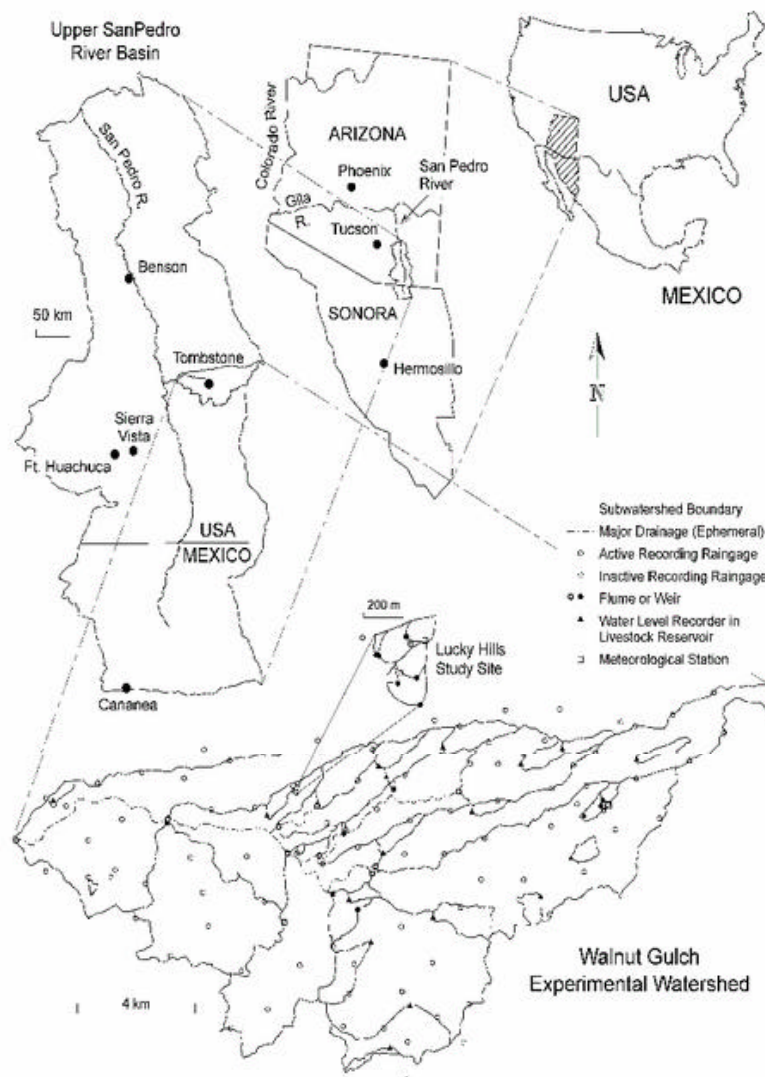 Upper SanPedro
River Basin
San Pedro R.
Benson
50 km
Tombstone
Sierra
Vista
Ft. Huachuca
USA
MEXICO
Cananea
Colorado River
ARIZONA
Phoenix
San Pedro
River
Gila
R.
Tucson
SONORA
Hermosillo
USA
MEXICO
N
Subwatershed Boundary
Major Drainage (Ephemeral)
Active Recording Raingage
Inactive Recording Raingage
Flume or Weir
Water Level Recorder in
Livestock Reservoir
Meteorological Station
200 m
Lucky Hills
Study Site
Walnut Gulch
Experimental Watershed
4 km